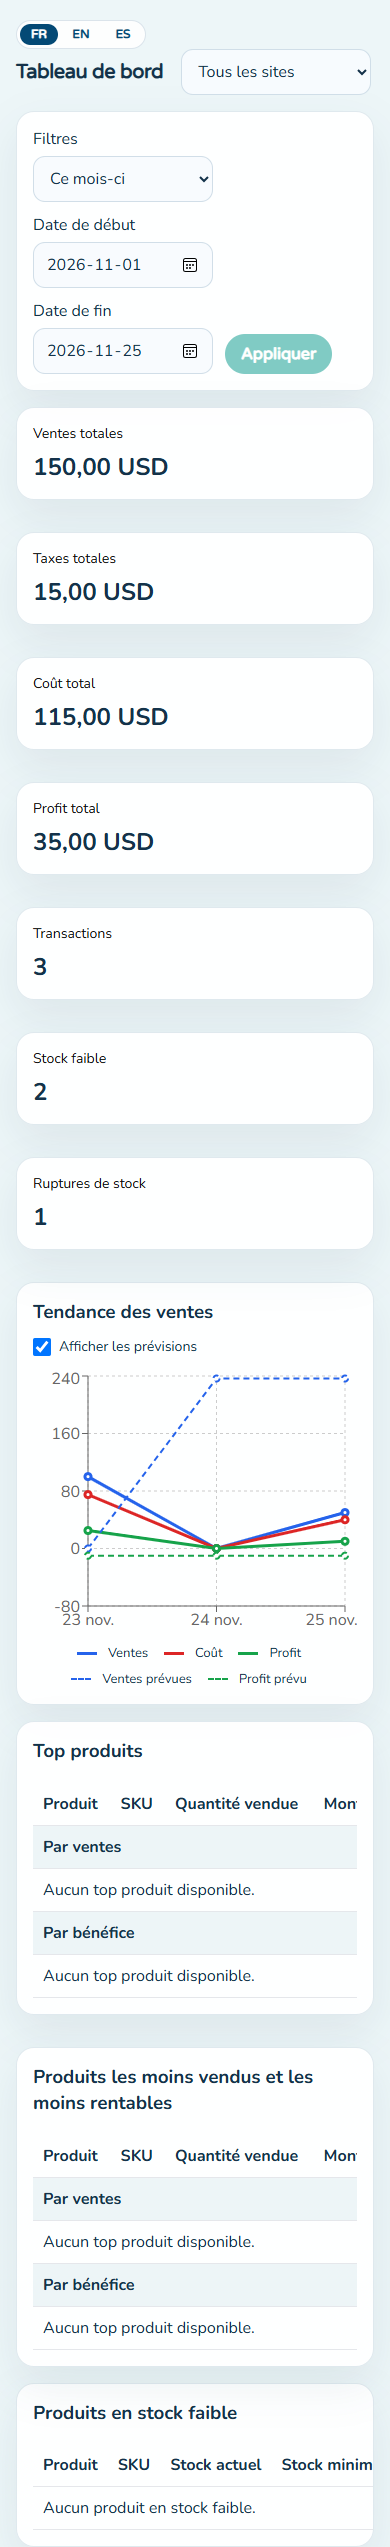 FR EN ES
Tableau de bord Tous les sites
Filtres
Ce mois-ci
Date de début
2026-11-01
Date de fin
2026-11-25 Appliquer
Ventes totales
150,00 USD
Taxes totales
15,00 USD
Coût total
115,00 USD
Profit total
35,00 USD
Transactions
3
Stock faible
2
Ruptures de stock
1
Tendance des ventes
Afficher les prévisions
240
160
80
0
-80
23 nov. 24 nov. 25 nov.
Ventes Coût Profit
Ventes prévues Profit prévu
Top produits
Produit SKU Quantité vendue
Par ventes
Aucun top produit disponible.
Par bénéfice
Aucun top produit disponible.
Produits les moins vendus et les
moins rentables
Produit SKU Quantité vendue
Par ventes
Aucun top produit disponible.
Par bénéfice
Aucun top produit disponible.
Produits en stock faible
Produit SKU Stock actuel Stock minim
Aucun produit en stock faible.